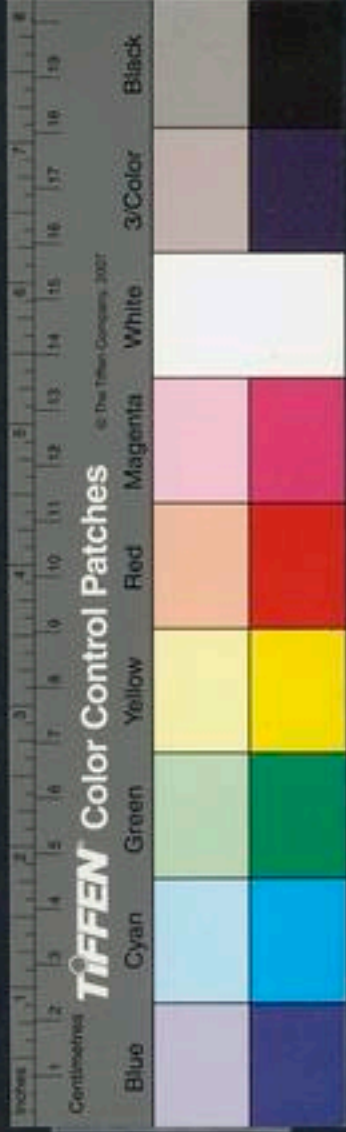 Inches 1 2 3 4 5 6 7 8
Centimetres 1 2 3 4 5 6 7 8 9 10 11 12 13 14 15 16 17 18 19
TIFFEN Color Control Patches © The Tiffen Company, 2007
Blue Cyan Green Yellow Red Magenta White 3/Color Black